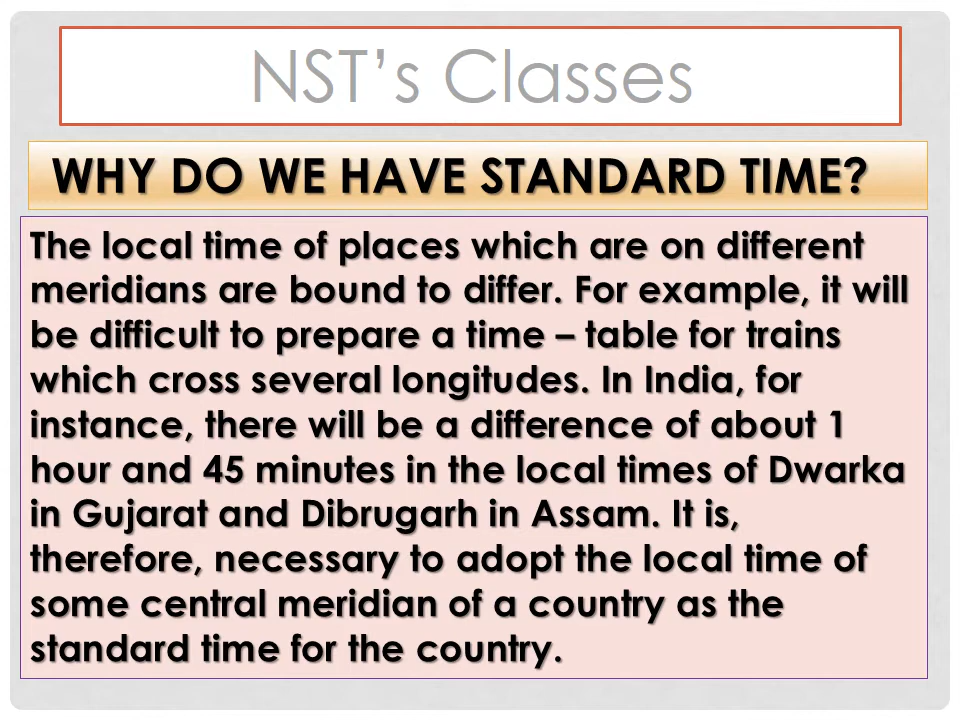 NST’s Classes
WHY DO WE HAVE STANDARD TIME?
The local time of places which are on different
meridians are bound to differ. For example, it will
be difficult to prepare a time – table for trains
which cross several longitudes. In India, for
instance, there will be a difference of about 1
hour and 45 minutes in the local times of Dwarka
in Gujarat and Dibrugarh in Assam. It is,
therefore, necessary to adopt the local time of
some central meridian of a country as the
standard time for the country.